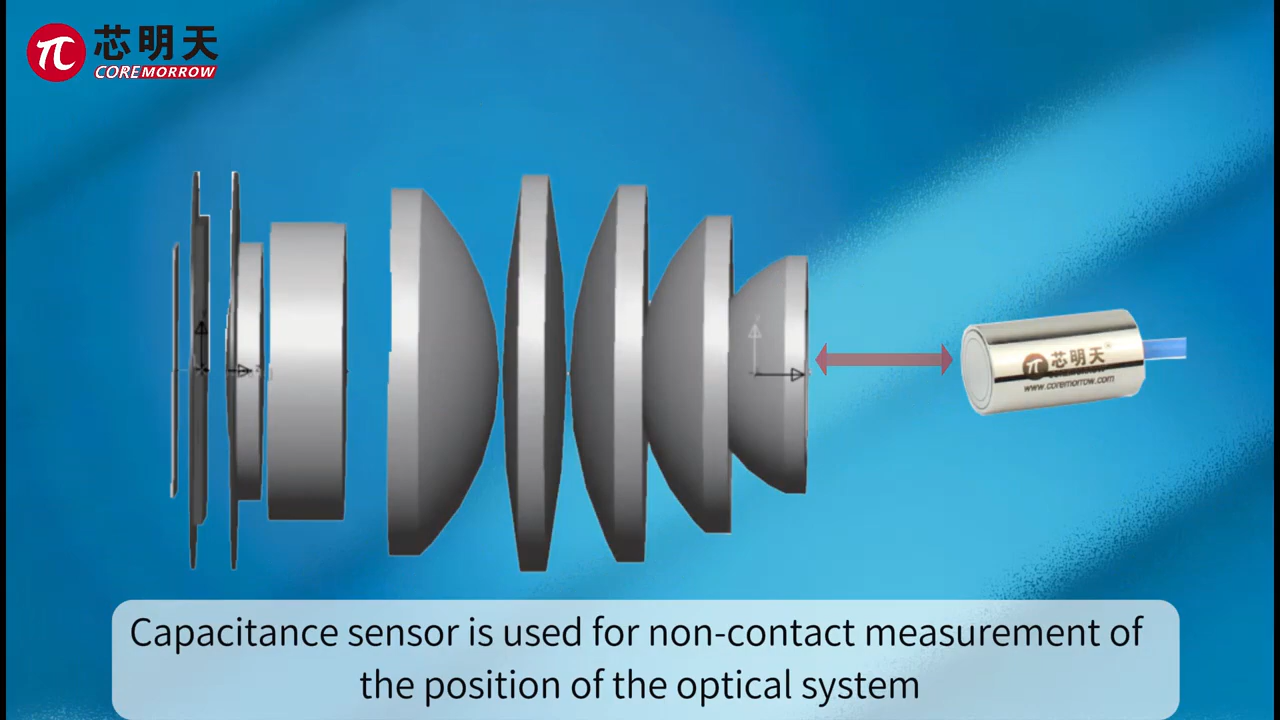 芯明天
COREMORROW
芯明天
www.coremorrow.com
Capacitance sensor is used for non-contact measurement of
the position of the optical system